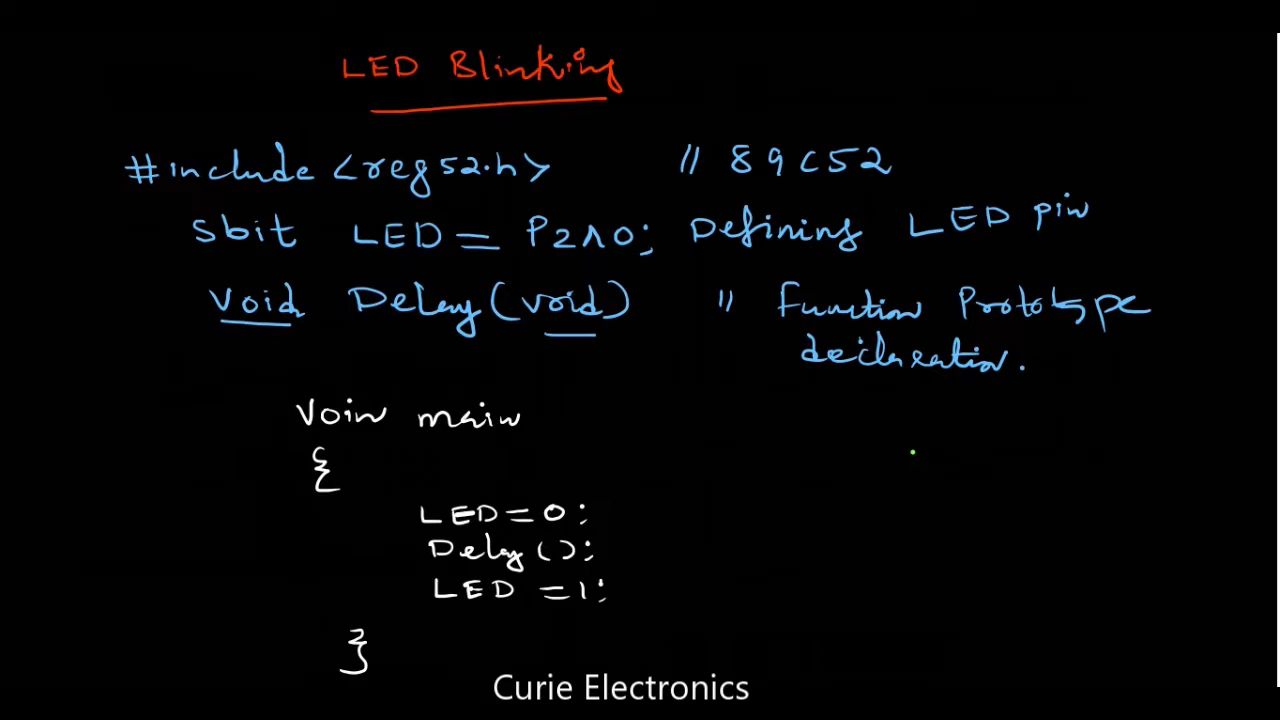 LED Blinking
#include <reg52.h> // 89C52
sbit LED = P2^0; Defining LED pin
void Delay(void) // Function Prototype
declaration.
Voin main
{
LED=0;
Delay();
LED =1;
}
Curie Electronics